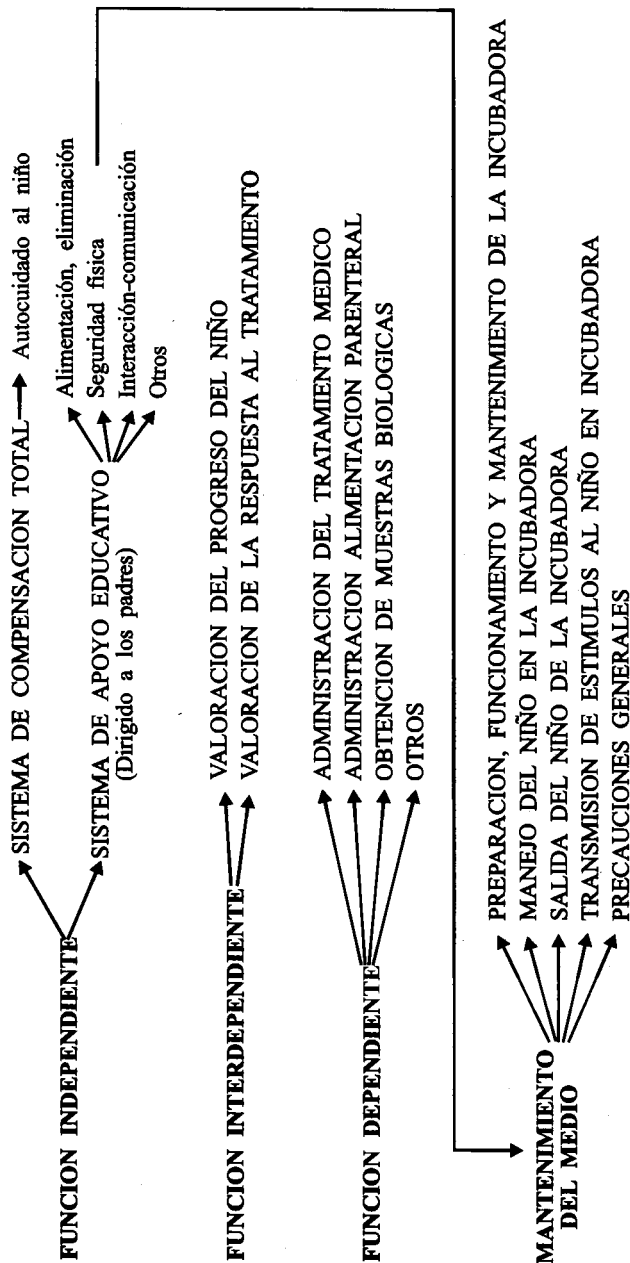 FUNCION INDEPENDIENTE
SISTEMA DE COMPENSACION TOTAL
Autocuidado al niño
SISTEMA DE APOYO EDUCATIVO
(Dirigido a los padres)
Alimentación, eliminación
Seguridad física
Interacción-comunicación
Otros
FUNCION INTERDEPENDIENTE
VALORACION DEL PROGRESO DEL NIÑO
VALORACION DE LA RESPUESTA AL TRATAMIENTO
FUNCION DEPENDIENTE
ADMINISTRACION DEL TRATAMIENTO MEDICO
ADMINISTRACION ALIMENTACION PARENTERAL
OBTENCION DE MUESTRAS BIOLOGICAS
OTROS
MANTENIMIENTO
DEL MEDIO
PREPARACION, FUNCIONAMIENTO Y MANTENIMIENTO DE LA INCUBADORA
MANEJO DEL NIÑO EN LA INCUBADORA
SALIDA DEL NIÑO DE LA INCUBADORA
TRANSMISION DE ESTIMULOS AL NIÑO EN INCUBADORA
PRECAUCIONES GENERALES